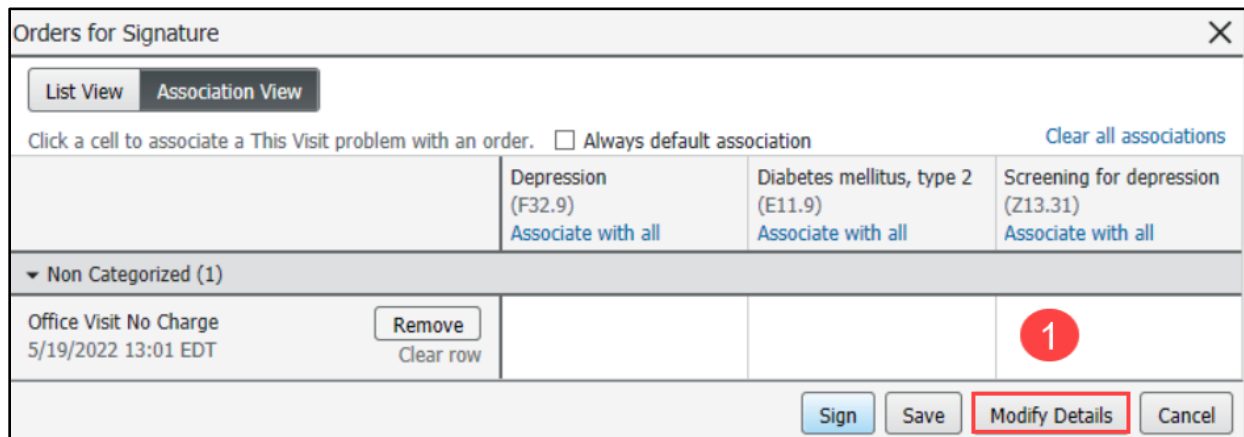 Orders for Signature
List View Association View
Click a cell to associate a This Visit problem with an order. Always default association Clear all associations
Depression Diabetes mellitus, type 2 Screening for depression
(F32.9) (E11.9) (Z13.31)
Associate with all Associate with all Associate with all
Non Categorized (1)
Office Visit No Charge Remove 1
5/19/2022 13:01 EDT Clear row
Sign Save Modify Details Cancel